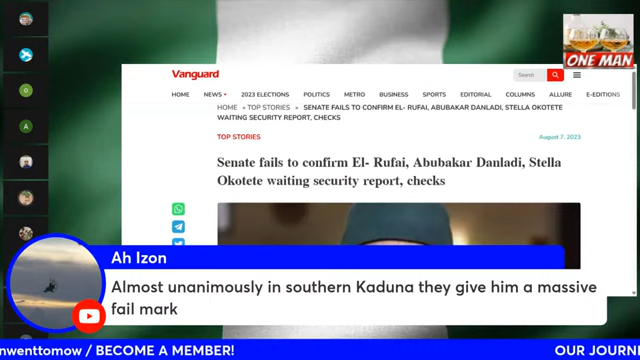 ONE MAN
Vanguard
Search
HOME NEWS 2023 ELECTIONS POLITICS METRO BUSINESS SPORTS EDITORIAL COLUMNS ALLURE E-EDITIONS
HOME » TOP STORIES » SENATE FAILS TO CONFIRM EL- RUFAI, ABUBAKAR DANLADI, STELLA OKOTETE
WAITING SECURITY REPORT, CHECKS
TOP STORIES
August 7, 2023
Senate fails to confirm El- Rufai, Abubakar Danladi, Stella
Okotete waiting security report, checks
G
A
Ah Izon
Almost unanimously in southern Kaduna they give him a massive
fail mark
nwenttomow / BECOME A MEMBER!
OUR JOURNE